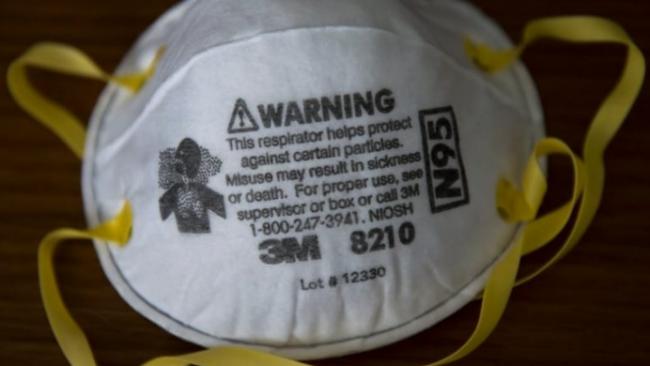 WARNING
This respirator helps protect
against certain particles.
Misuse may result in sickness
or death. For proper use, see
supervisor or box or call 3M
1-800-247-3941. NIOSH
3M 8210
Lot # 12330
N95